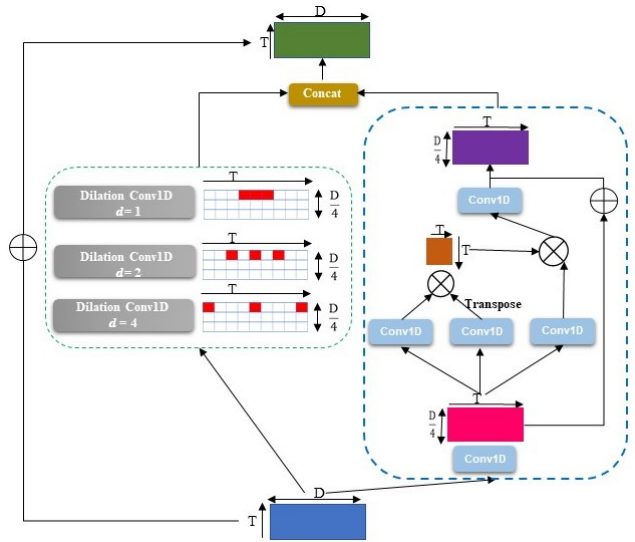 D
T
Concat
T
D
4
T
Dilation Conv1D
d = 1
D
4
Conv1D
T
Dilation Conv1D
d = 2
D
4
T
T
T
Dilation Conv1D
d = 4
D
4
Transpose
Conv1D
Conv1D
Conv1D
T
D
4
Conv1D
D
T